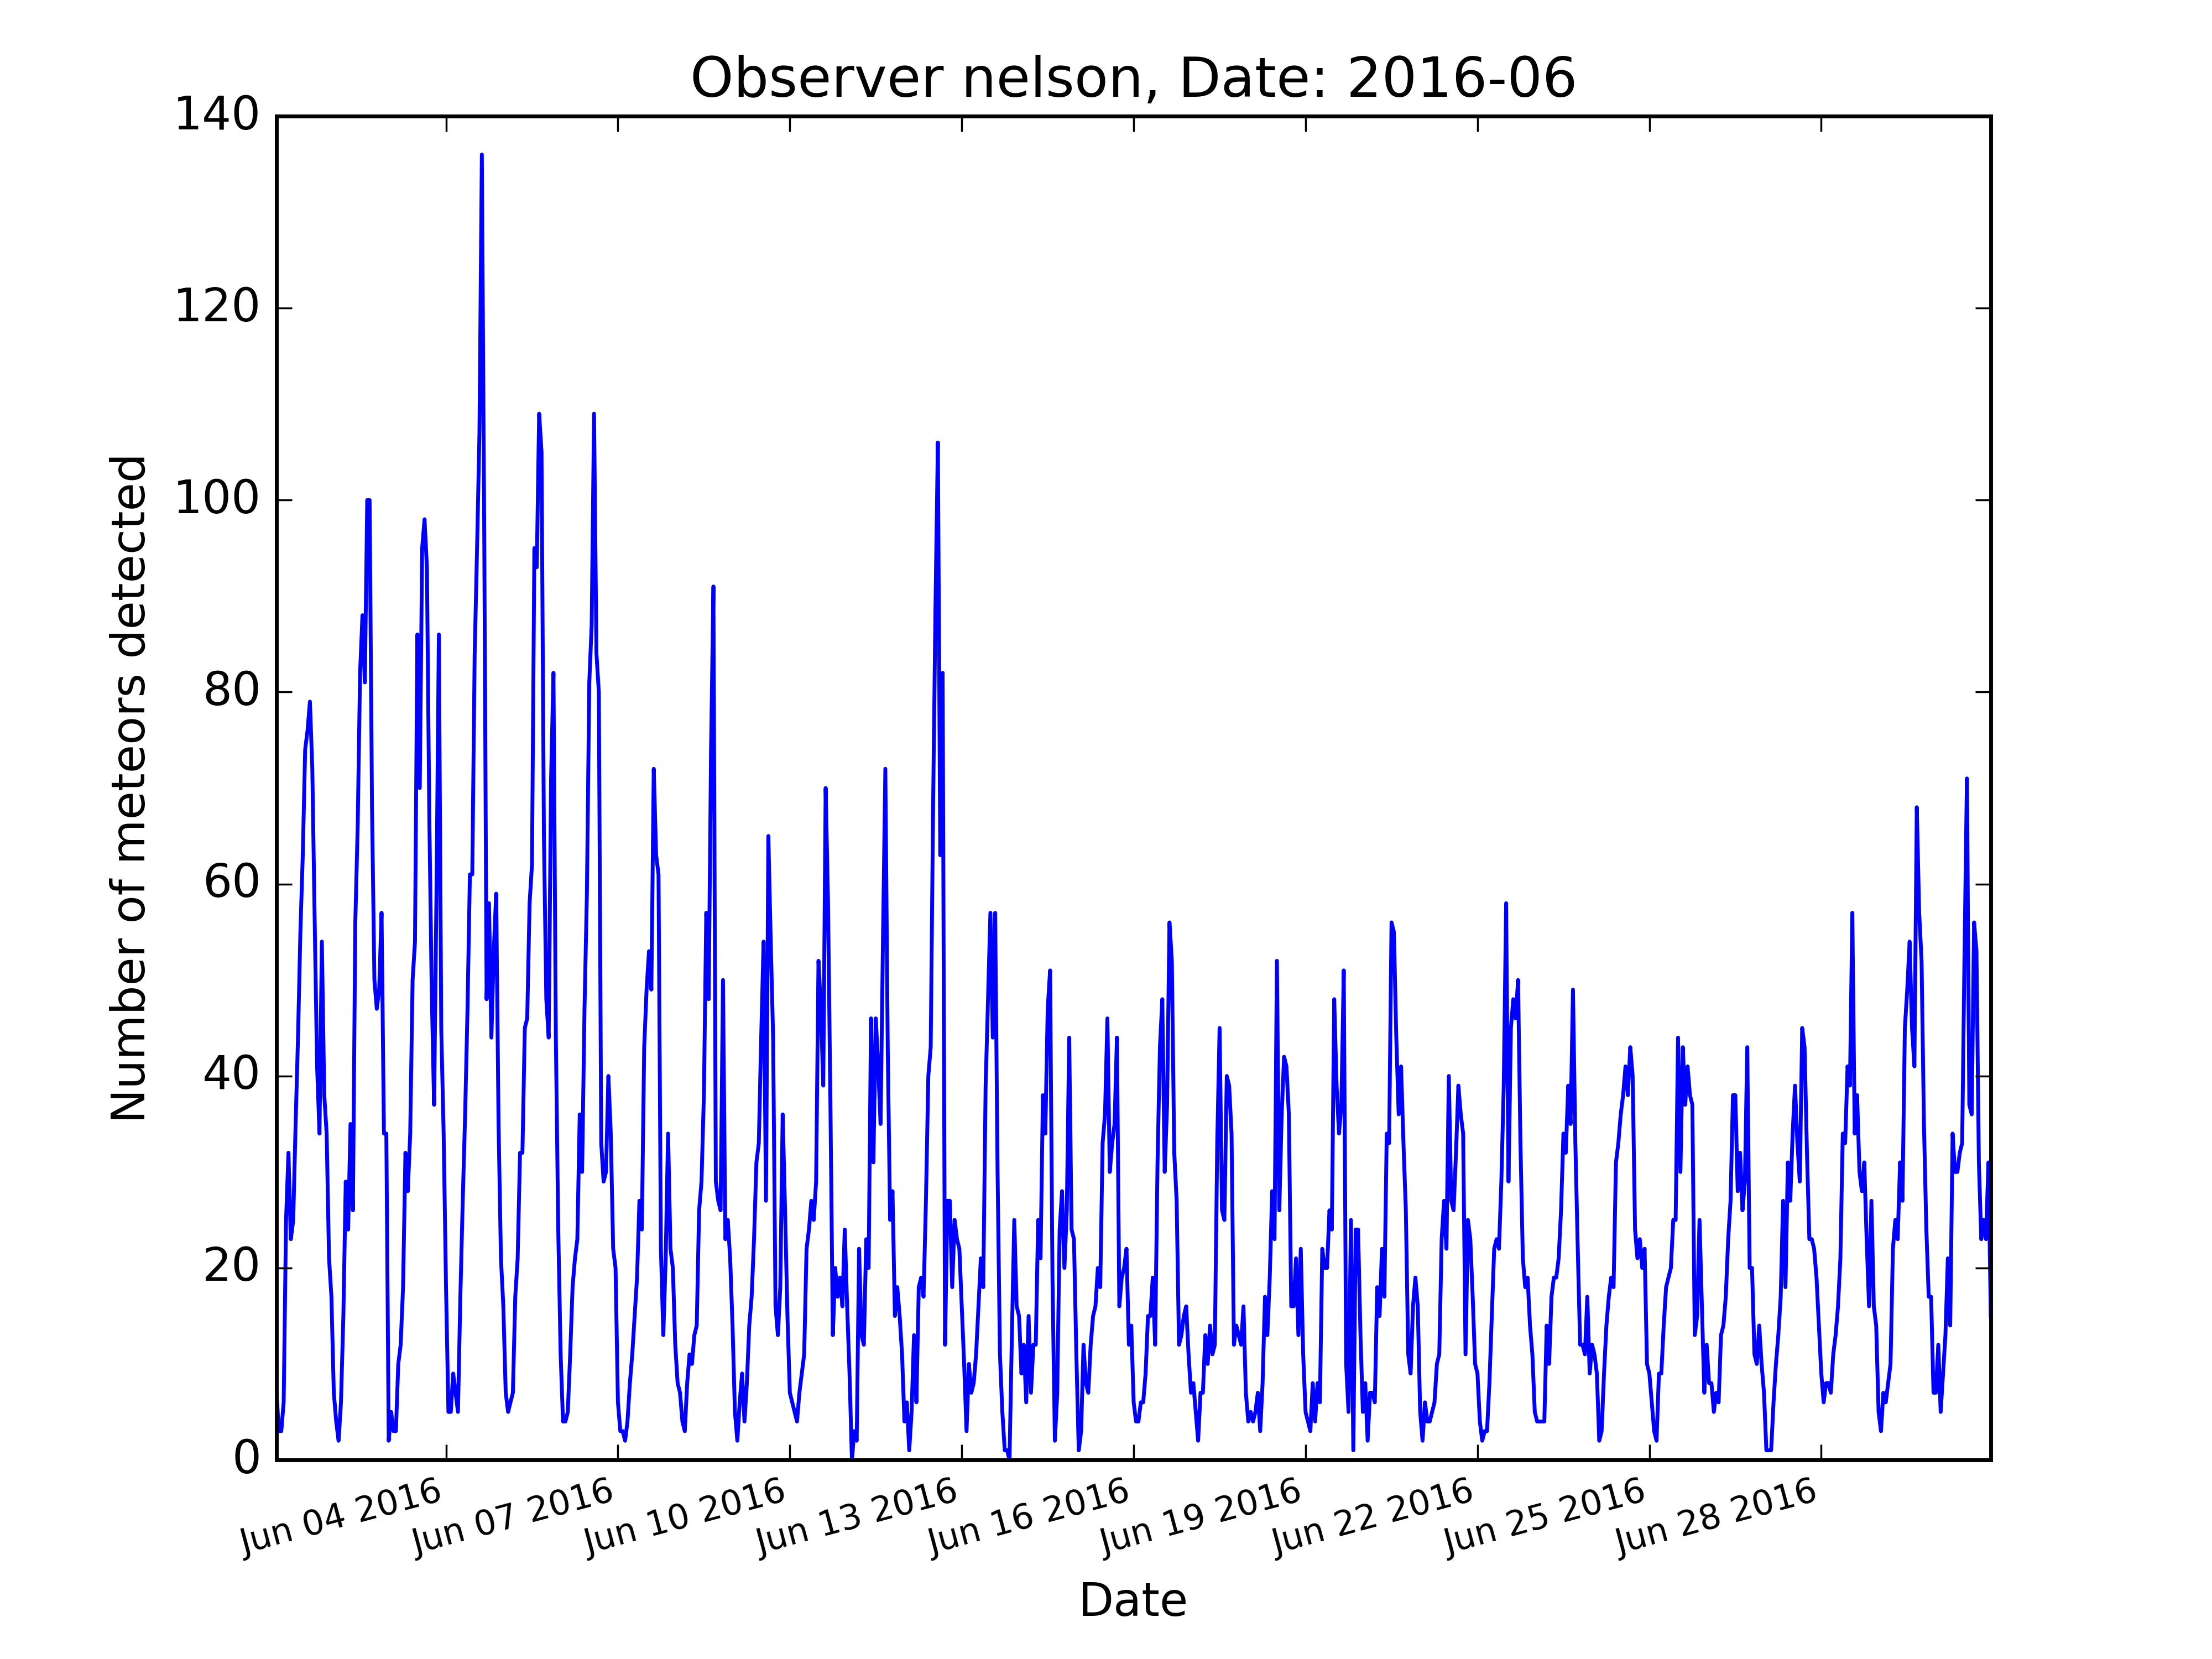 Observer nelson, Date: 2016-06
140
120
100
80
60
40
20
0
Number of meteors detected
Jun 04 2016
Jun 07 2016
Jun 10 2016
Jun 13 2016
Jun 16 2016
Jun 19 2016
Jun 22 2016
Jun 25 2016
Jun 28 2016
Date